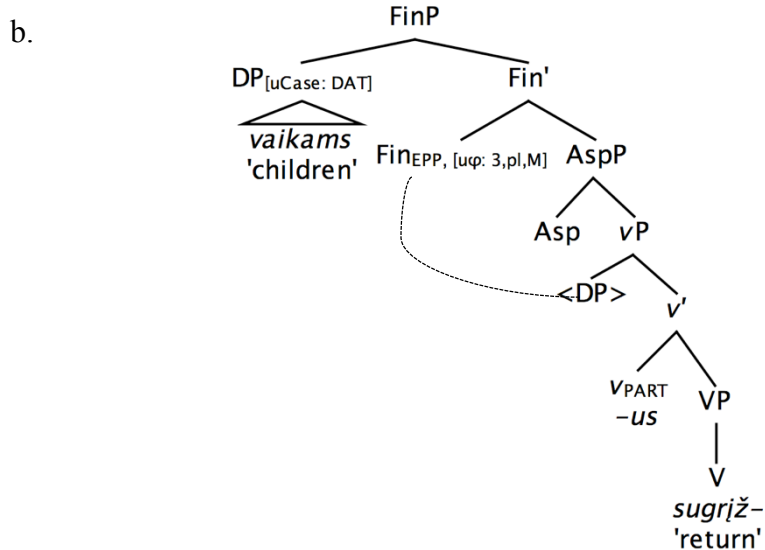 b.
FinP
DP[uCase: DAT] Fin'
vaikams
'children'
FinEPP, [uφ: 3,pl,M] AspP
Asp vP
<DP> v'
vPART VP
–us
V
sugrįž–
'return'